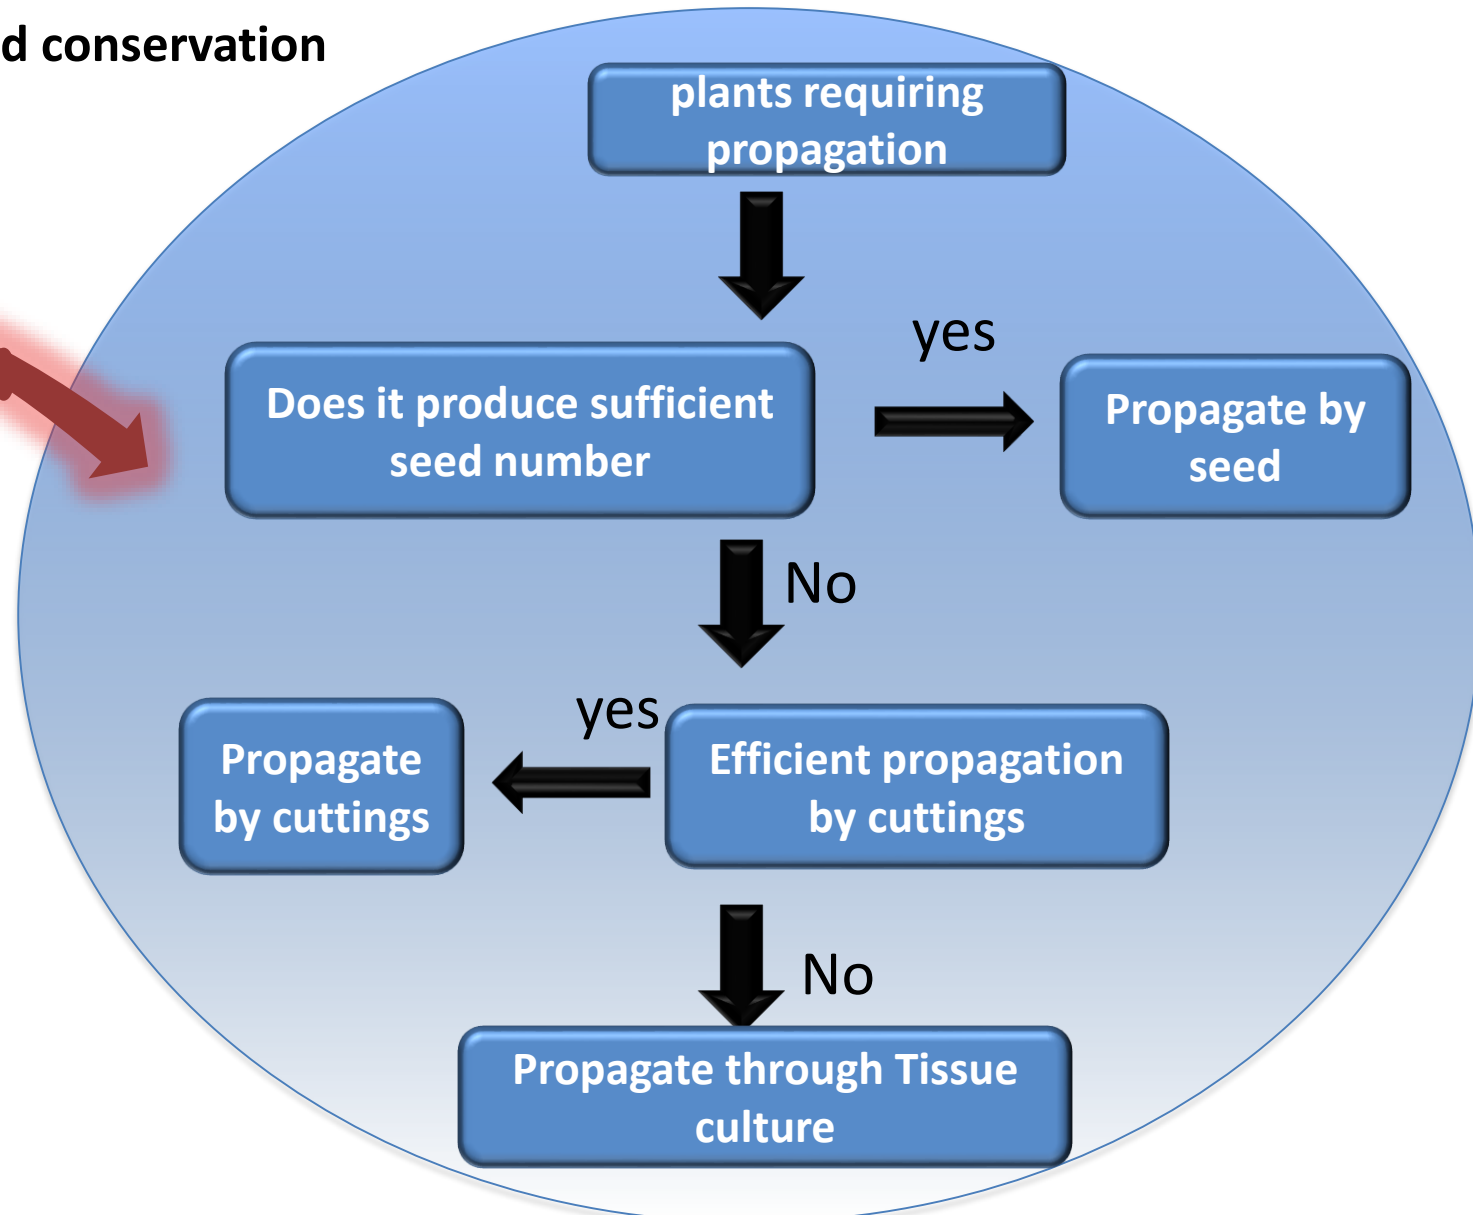 d conservation
plants requiring
propagation
yes
Does it produce sufficient
seed number
Propagate by
seed
No
yes
Propagate
by cuttings
Efficient propagation
by cuttings
No
Propagate through Tissue
culture